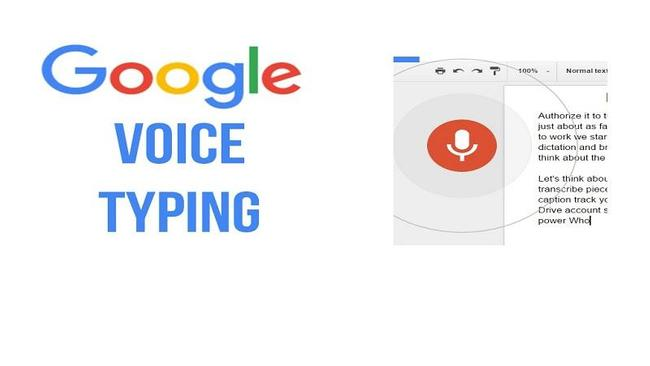 Google
VOICE
TYPING
100%
Normal text
Authorize it to
just about as fa
to work we star
dictation and br
think about the
Let's think abou
transcribe piece
caption track yo
Drive account s
power Who